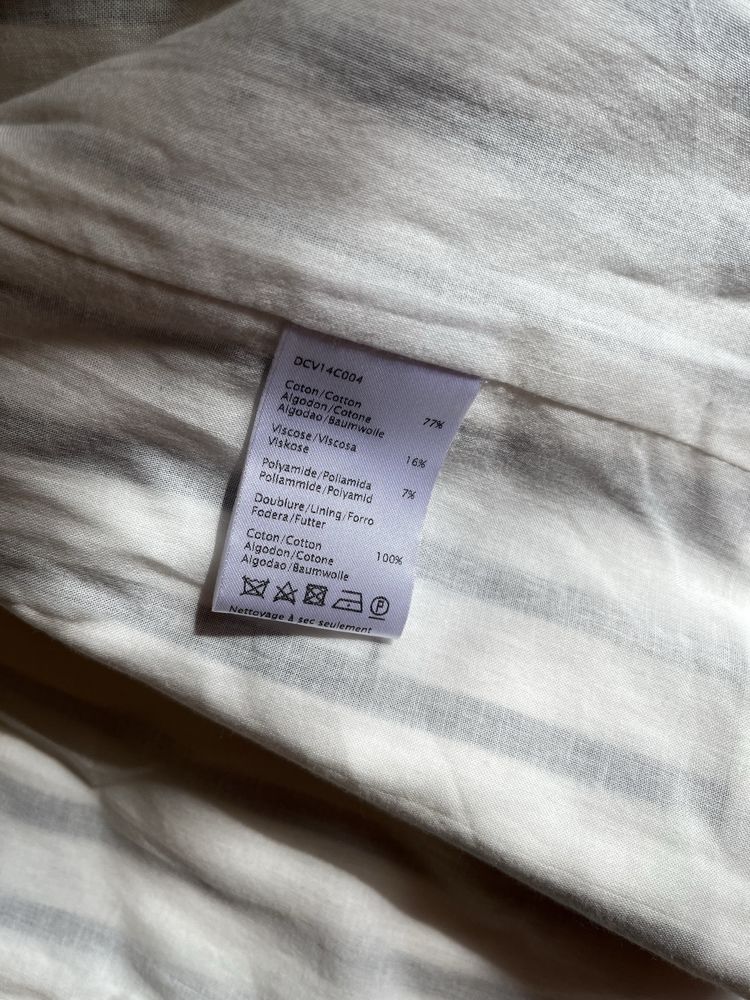 DCV14C004
Coton/Cotton
Algodon/Cotone
Algodao/Baumwolle 77%
Viscose/Viscosa
Viskose 16%
Polyamide/Poliamida
Poliammide/Polyamid 7%
Doublure/Lining/Forro
Fodera/Futter
Coton/Cotton
Algodon/Cotone 100%
Algodao/Baumwolle
P
Nettoyage à sec seulement